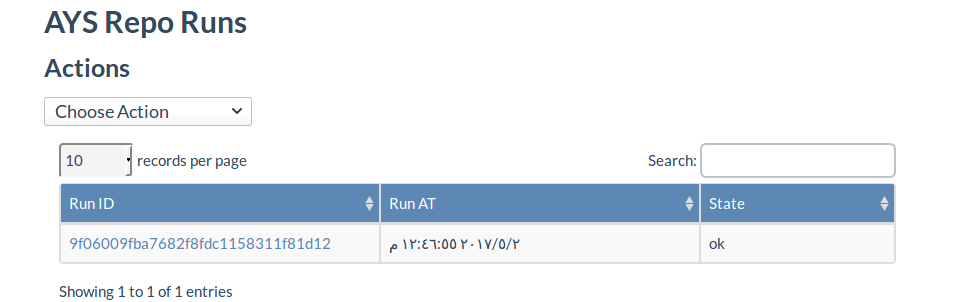 AYS Repo Runs
Actions
Choose Action
10 records per page Search:
Run ID Run AT State
9f06009fba7682f8fdc1158311f81d12 ٢‏/٥‏/٢٠١٧ ١٢:٤٦:٥٥ م ok
Showing 1 to 1 of 1 entries